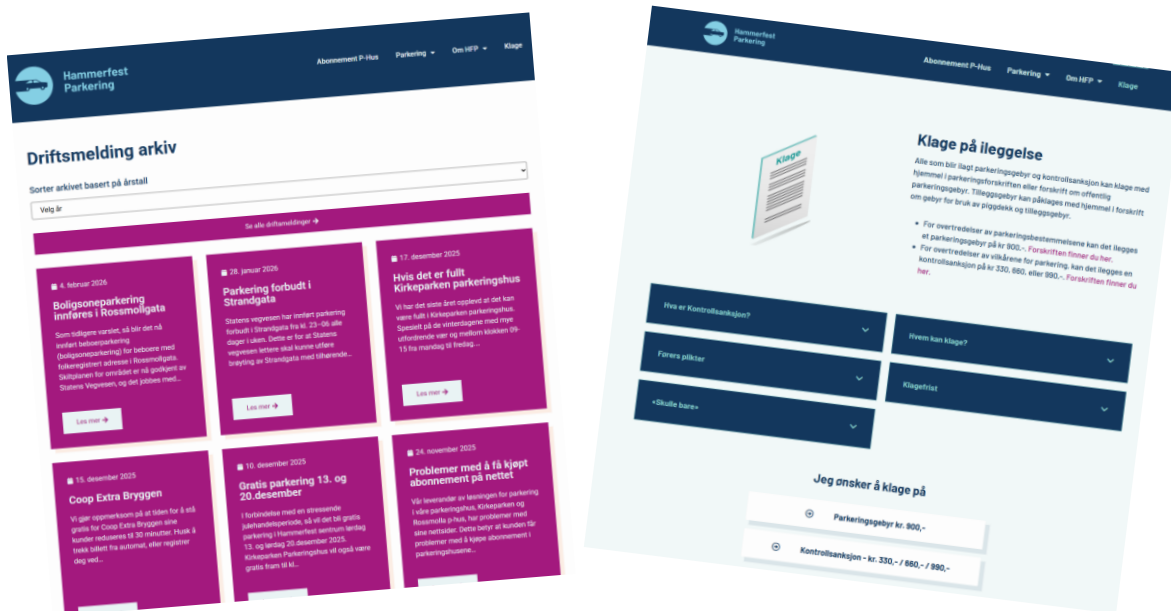 Hammerfest
Parkering
Abonnement P-Hus
Parkering
Om HFP
Klage
Driftsmelding arkiv
Sorter arkivet basert på årstall
Velg år
Se alle driftsmeldinger
4. februar 2026
Boligsoneparkering
innføres i Rossmollgata
Som tidligere varslet, så blir det nå
innført beboerparkering
(boligsoneparkering) for beboere med
folkeregistrert adresse i Rossmollgata.
Skiltplanen for området er nå godkjent av
Statens Vegvesen, og det jobbes med...
Les mer
28. januar 2026
Parkering forbudt i
Strandgata
Statens vegvesen har innført parkering
forbudt i Strandgata fra kl. 23–06 alle
dager i uken. Dette er for at Statens
vegvesen lettere skal kunne utføre
brøyting av Strandgata med tilhørende...
Les mer
17. desember 2025
Hvis det er fullt
Kirkeparken parkeringshus
Vi har det siste året opplevd at det kan
være fullt i Kirkeparken parkeringshus.
Spesielt på de vinterdagene med mye
utfordrende vær og mellom klokken 09-
15 fra mandag til fredag....
Les mer
15. desember 2025
Coop Extra Bryggen
Vi gjør oppmerksom på at tiden for å stå
gratis for Coop Extra Bryggen sine
kunder reduseres til 30 minutter. Husk å
trekk billett fra automat, eller registrer
deg ved...
10. desember 2025
Gratis parkering 13. og
20.desember
I forbindelse med en stressende
julehandelsperiode, så vil det bli gratis
parkering i Hammerfest sentrum lørdag
13. og lørdag 20.desember 2025.
Kirkeparken Parkeringshus vil også være
gratis fram til kl...
24. november 2025
Problemer med å få kjøpt
abonnement på nettet
Vår leverandør av løsningen for parkering
i våre parkeringshus, Kirkeparken og
Rossmolla p-hus, har problemer med
sine nettsider. Dette betyr at kunden får
problemer med å kjøpe abonnement i
parkeringshusene...
Hammerfest
Parkering
Abonnement P-Hus
Parkering
Om HFP
Klage
Klage
Klage på ileggelse
Alle som blir ilagt parkeringsgebyr og kontrollsanksjon kan klage med
hjemmel i parkeringsforskriften eller forskrift om offentlig
parkeringsgebyr. Tilleggsgebyr kan påklages med hjemmel i forskrift
om gebyr for bruk av piggdekk og tilleggsgebyr.
• For overtredelser av parkeringsbestemmelsene kan det ilegges
et parkeringsgebyr på kr 900,-. Forskriften finner du her.
• For overtredelser av vilkårene for parkering, kan det ilegges en
kontrollsanksjon på kr 330, 660, eller 990,-. Forskriften finner du
her.
Hva er Kontrollsanksjon?
Hvem kan klage?
Førers plikter
Klagefrist
«Skulle bare»
Jeg ønsker å klage på
Parkeringsgebyr kr. 900,-
Kontrollsanksjon - kr. 330,- / 660,- / 990,-